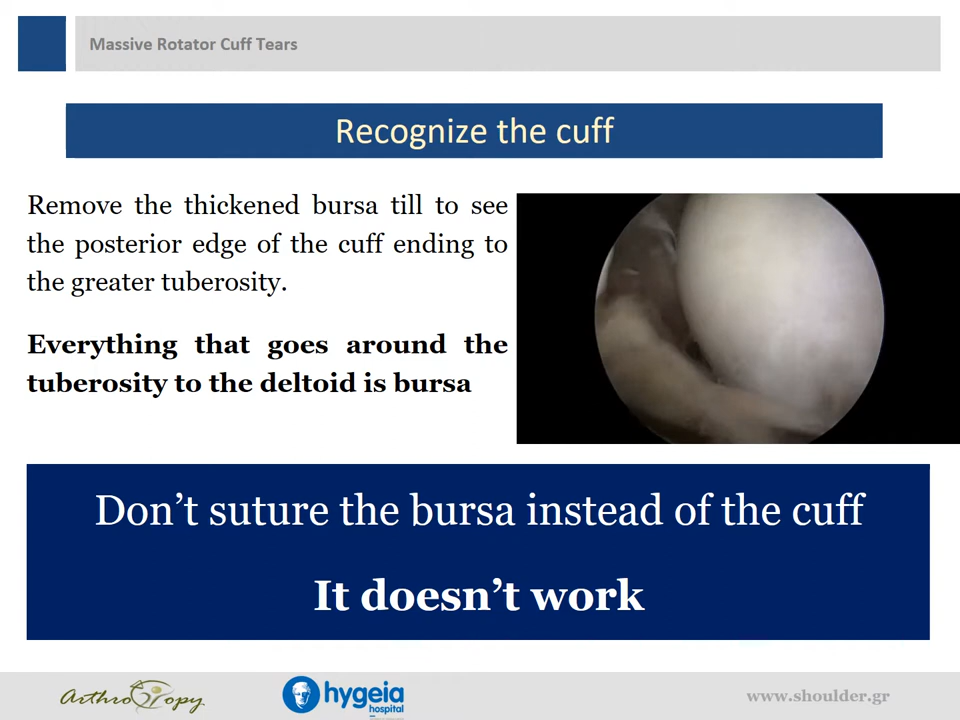 Massive Rotator Cuff Tears
Recognize the cuff
Remove the thickened bursa till to see
the posterior edge of the cuff ending to
the greater tuberosity.
Everything that goes around the
tuberosity to the deltoid is bursa
Don't suture the bursa instead of the cuff
It doesn't work
hygeia
hospital
www.shoulder.gr